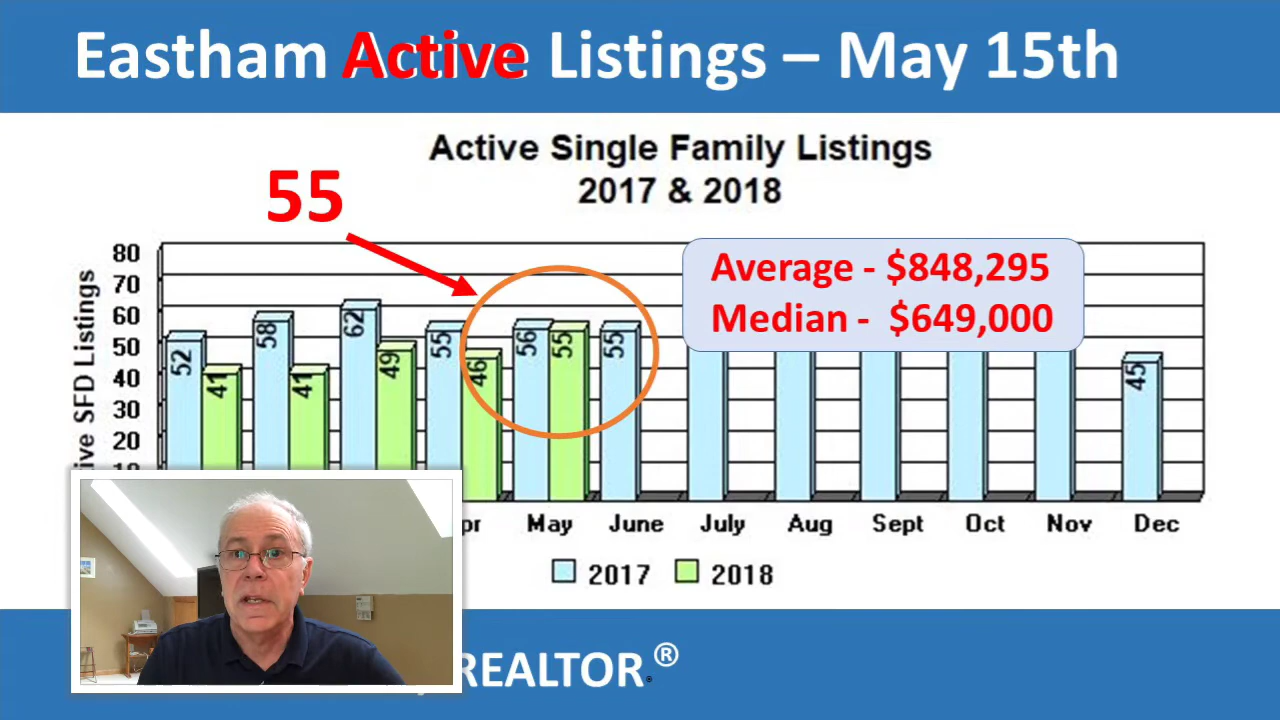 Eastham Active Listings – May 15th
Active Single Family Listings
2017 & 2018
55
Average - $848,295
Median - $649,000
80
70
60
50
40
30
20
SFD Listings
52
41
58
41
62
49
55
46
56
55
55
45
May
June
July
Aug
Sept
Oct
Nov
Dec
2017
2018
REALTOR®